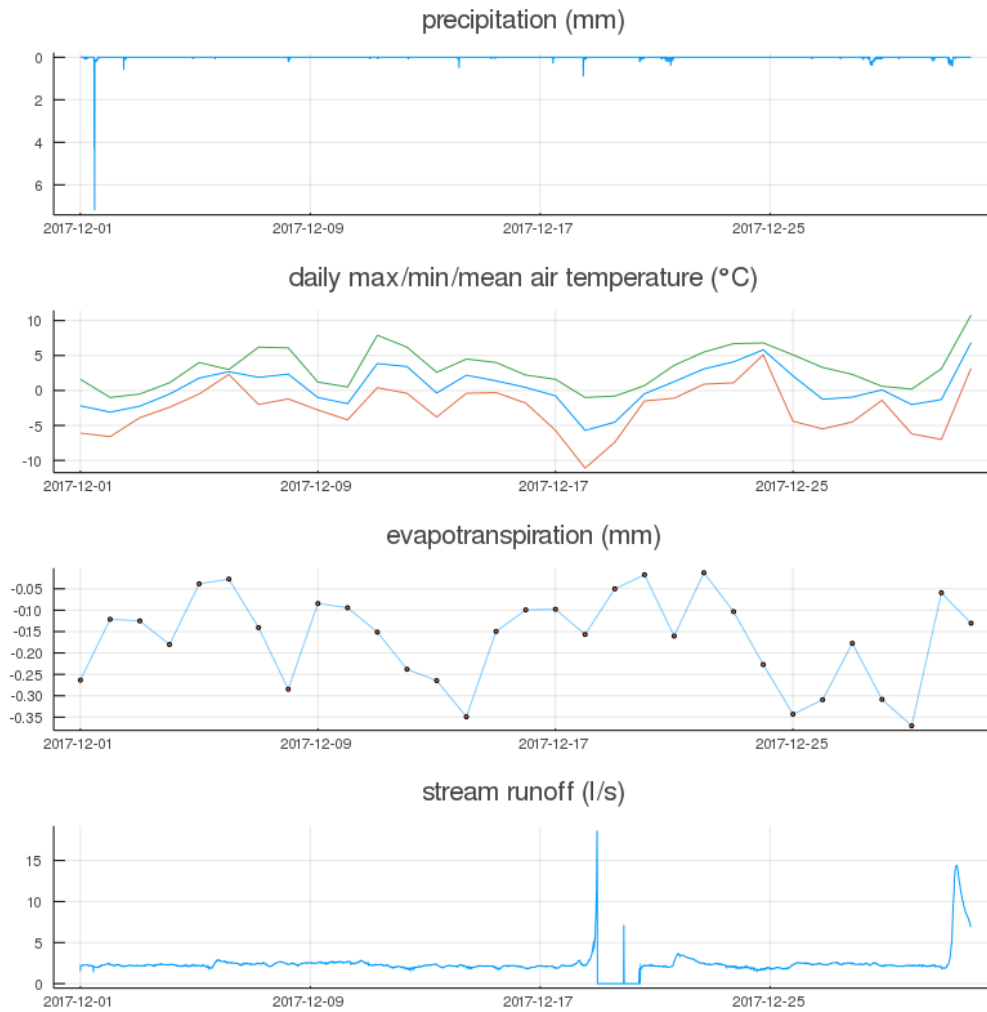 precipitation (mm)
0
2
4
6
2017-12-01 2017-12-09 2017-12-17 2017-12-25
daily max/min/mean air temperature (°C)
10
5
0
-5
-10
2017-12-01 2017-12-09 2017-12-17 2017-12-25
evapotranspiration (mm)
-0.05
-0.10
-0.15
-0.20
-0.25
-0.30
-0.35
2017-12-01 2017-12-09 2017-12-17 2017-12-25
stream runoff (l/s)
15
10
5
0
2017-12-01 2017-12-09 2017-12-17 2017-12-25